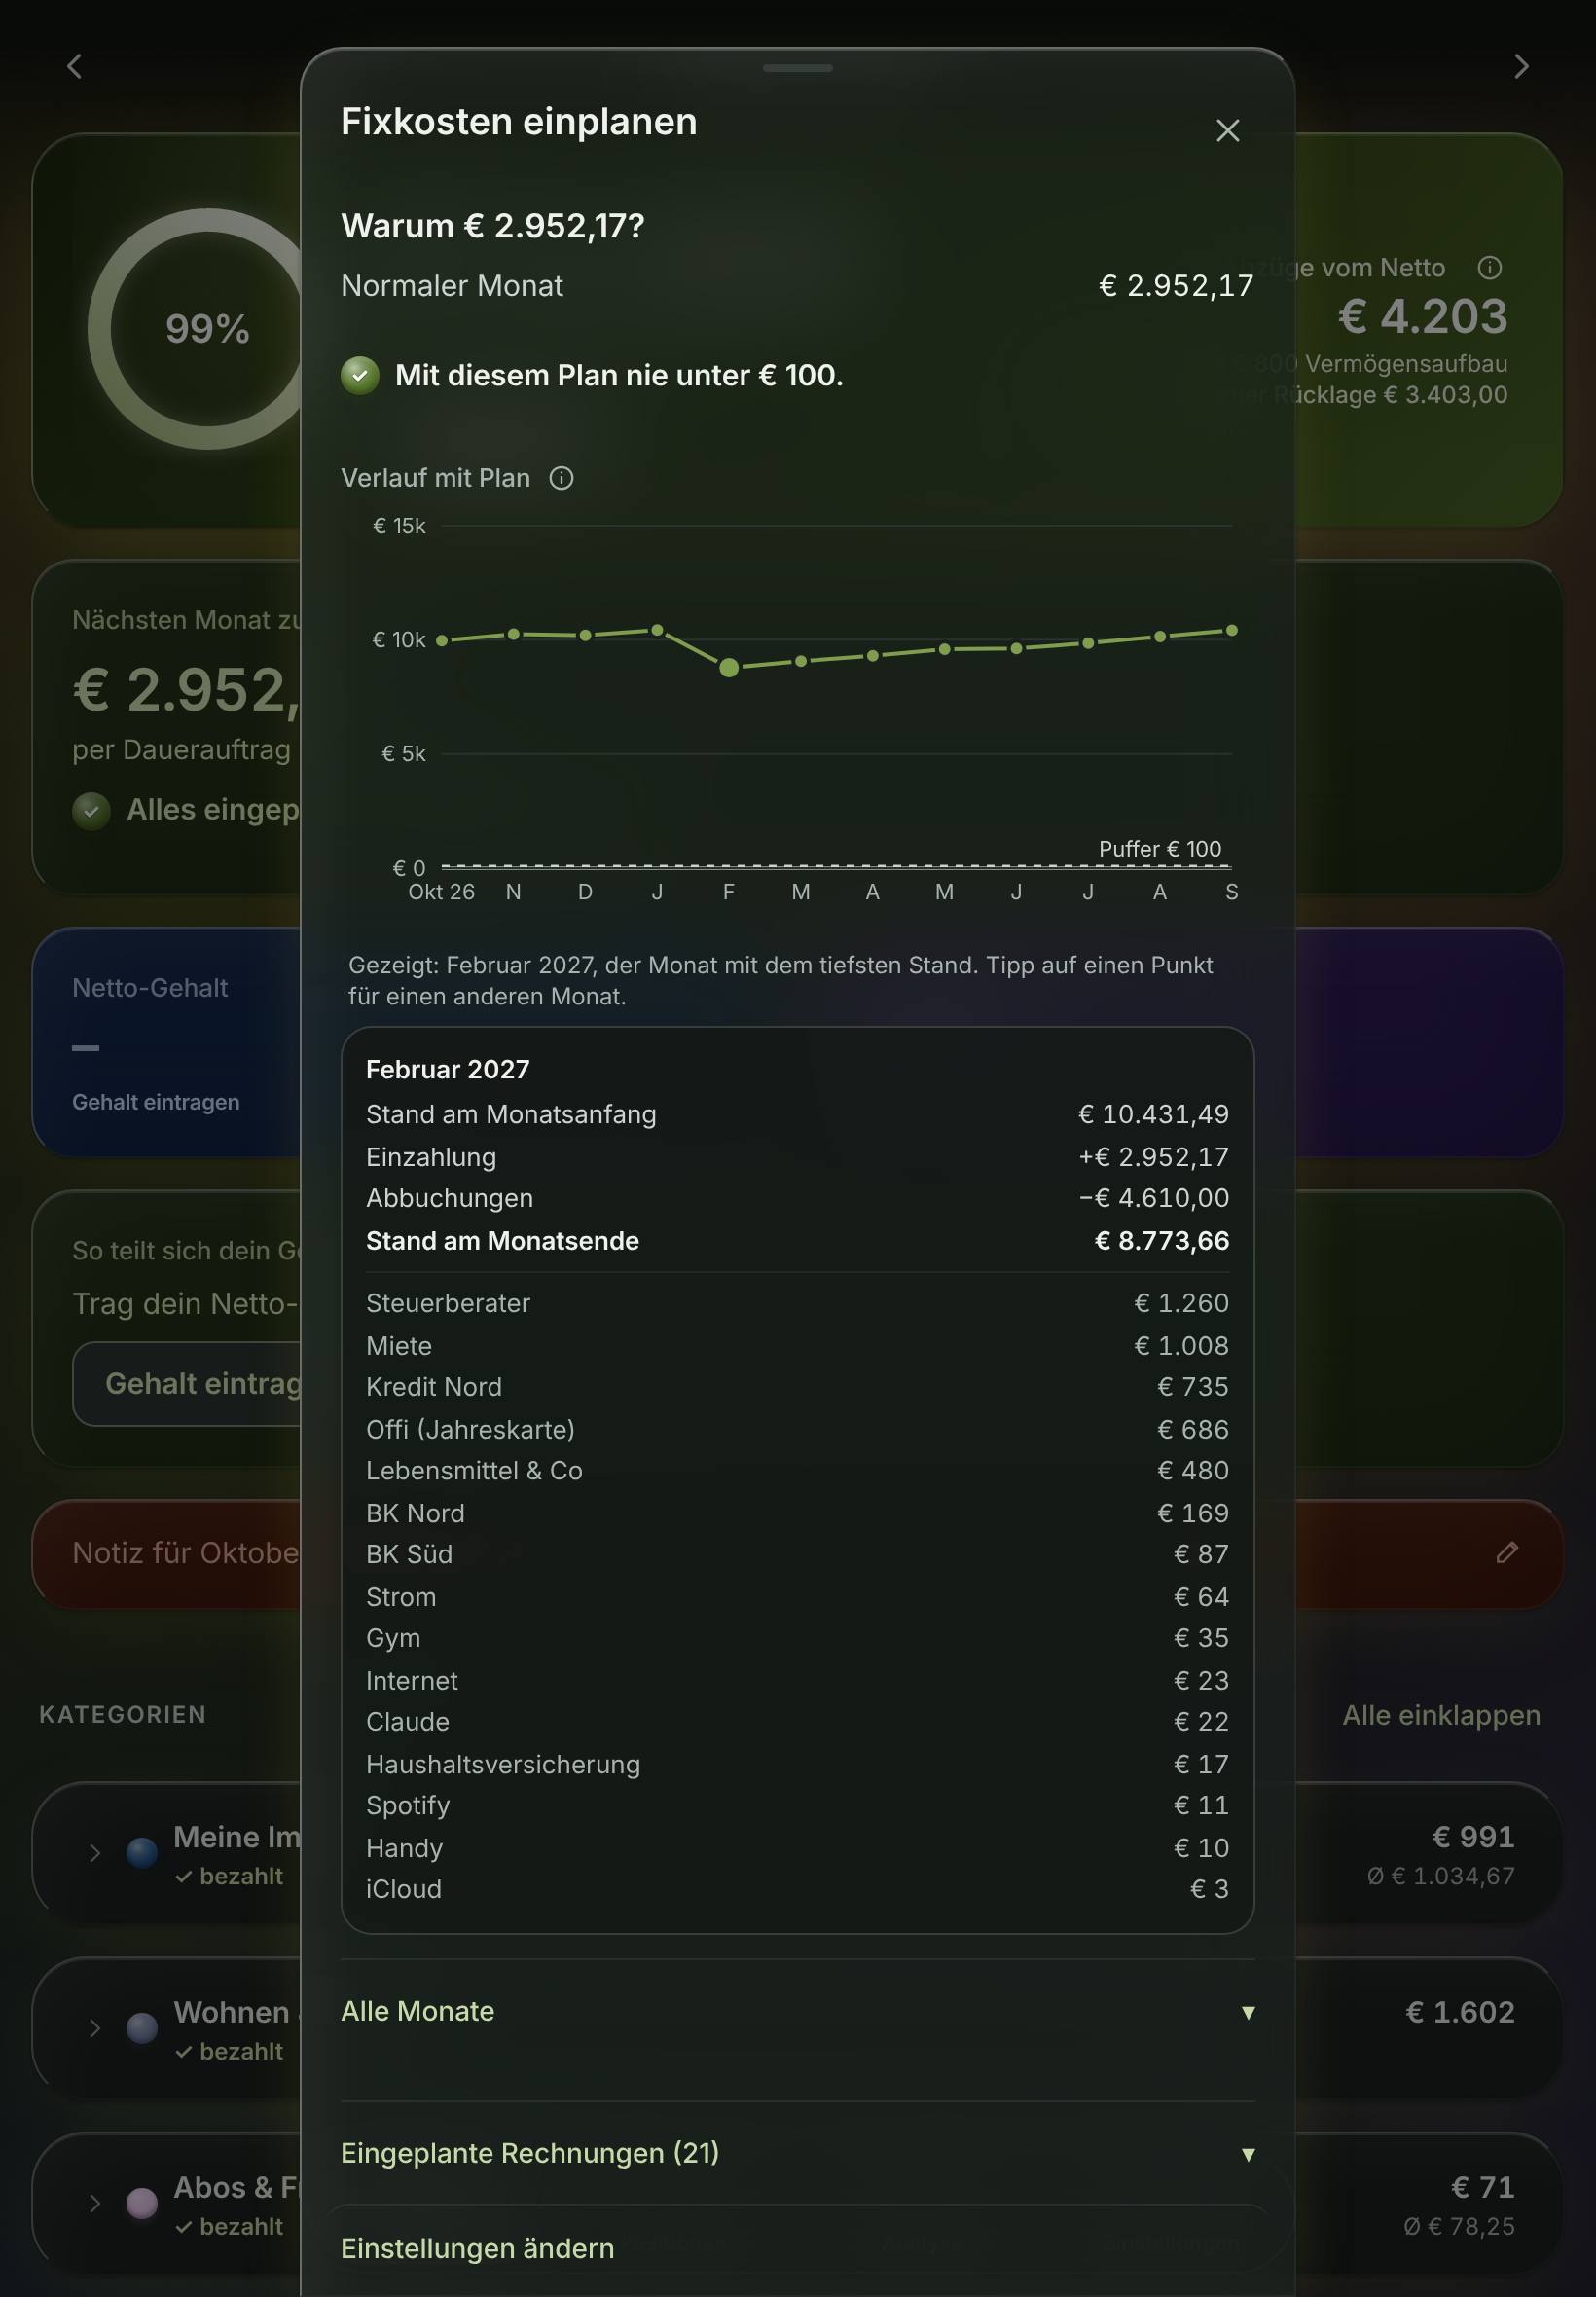 Fixkosten einplanen
Warum € 2.952,17?
Normaler Monat € 2.952,17
Mit diesem Plan nie unter € 100.
Verlauf mit Plan
€ 15k
€ 10k
€ 5k
Puffer € 100
€ 0
Okt 26 N D J F M A M J J A S
Gezeigt: Februar 2027, der Monat mit dem tiefsten Stand. Tipp auf einen Punkt
für einen anderen Monat.
Februar 2027
Stand am Monatsanfang € 10.431,49
Einzahlung +€ 2.952,17
Abbuchungen −€ 4.610,00
Stand am Monatsende € 8.773,66
Steuerberater € 1.260
Miete € 1.008
Kredit Nord € 735
Offi (Jahreskarte) € 686
Lebensmittel & Co € 480
BK Nord € 169
BK Süd € 87
Strom € 64
Gym € 35
Internet € 23
Claude € 22
Haushaltsversicherung € 17
Spotify € 11
Handy € 10
iCloud € 3
Alle Monate
Eingeplante Rechnungen (21)
Einstellungen ändern
99%
vom Netto
€ 4.203
800 Vermögensaufbau
Rücklage € 3.403,00
Nächsten Monat
€ 2.952,
per Dauerauftrag
Alles
Netto-Gehalt
–
Gehalt eintragen
So teilt sich dein
Trag dein Netto-
Gehalt
Notiz für
KATEGORIEN
Alle einklappen
Meine
€ 991
✓ bezahlt
Ø € 1.034,67
Wohnen
€ 1.602
✓ bezahlt
Abos &
€ 71
✓ bezahlt
Ø € 78,25